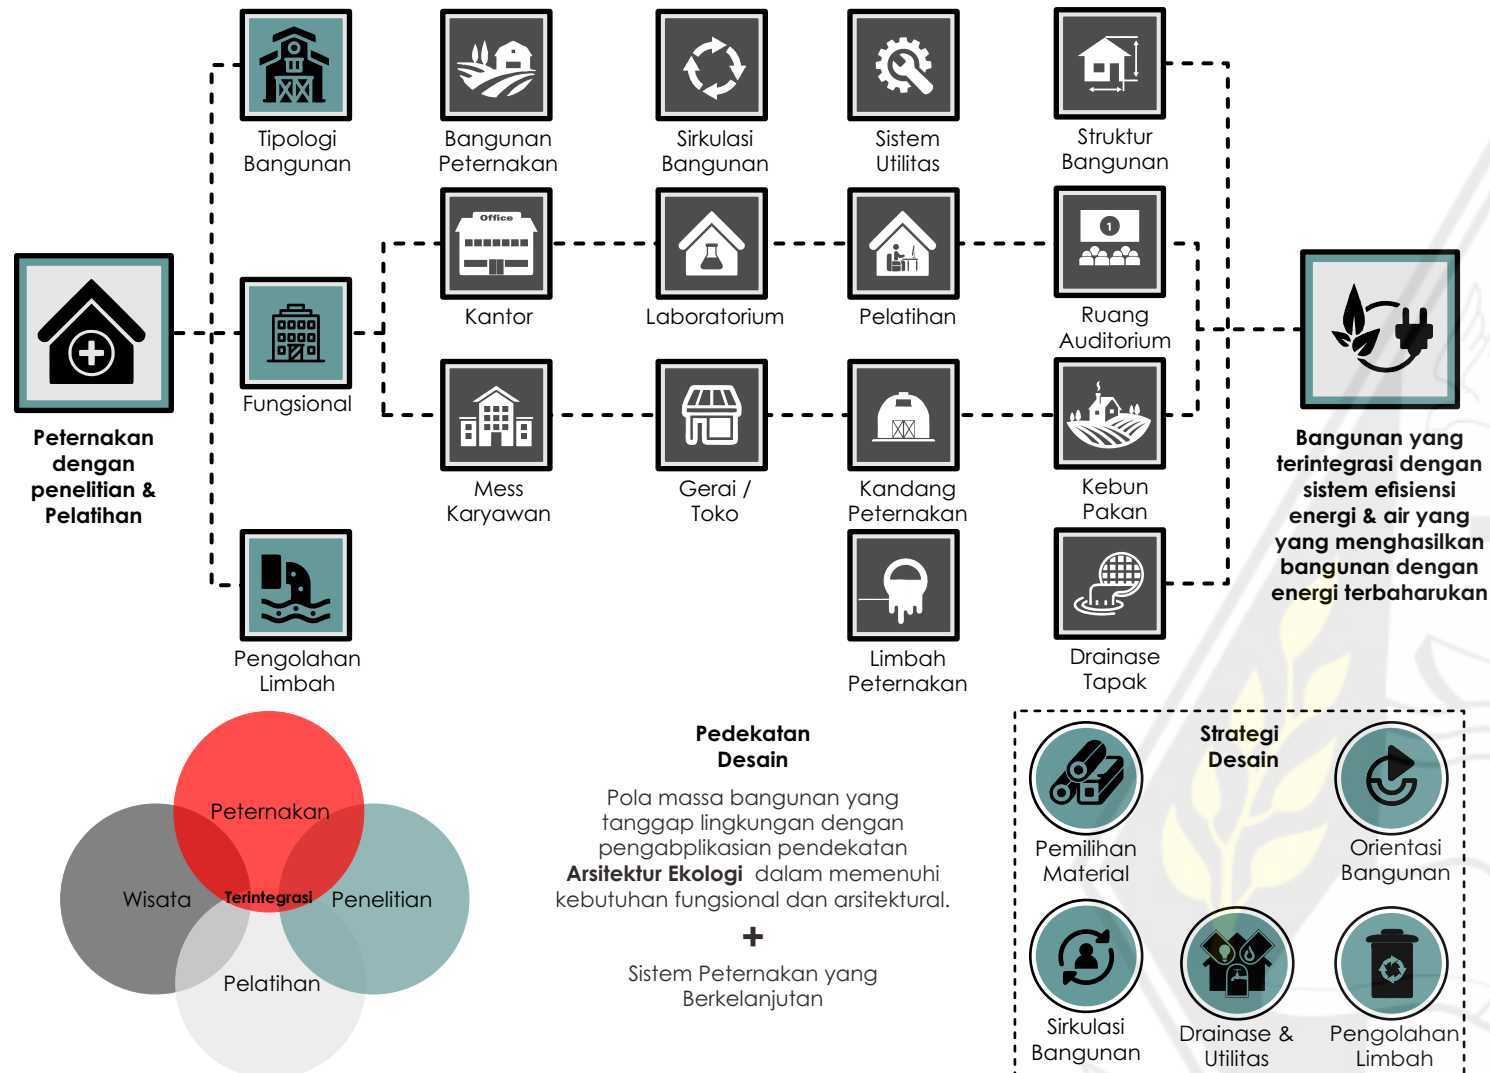 Tipologi
Bangunan
Bangunan
Peternakan
Sirkulasi
Bangunan
Sistem
Utilitas
Struktur
Bangunan
Office
Kantor
Laboratorium
Pelatihan
1
Ruang
Auditorium
Fungsional
Peternakan
dengan
penelitian &
Pelatihan
Mess
Karyawan
Gerai /
Toko
Kandang
Peternakan
Kebun
Pakan
Bangunan yang
terintegrasi dengan
sistem efisiensi
energi & air yang
yang menghasilkan
bangunan dengan
energi terbaharukan
Pengolahan
Limbah
Limbah
Peternakan
Drainase
Tapak
Peternakan
Wisata
Terintegrasi
Penelitian
Pelatihan
Pedekatan
Desain
Pola massa bangunan yang
tanggap lingkungan dengan
pengabplikasian pendekatan
Arsitektur Ekologi dalam memenuhi
kebutuhan fungsional dan arsitektural.
+
Sistem Peternakan yang
Berkelanjutan
Strategi
Desain
Pemilihan
Material
Orientasi
Bangunan
Sirkulasi
Bangunan
Drainase &
Utilitas
Pengolahan
Limbah